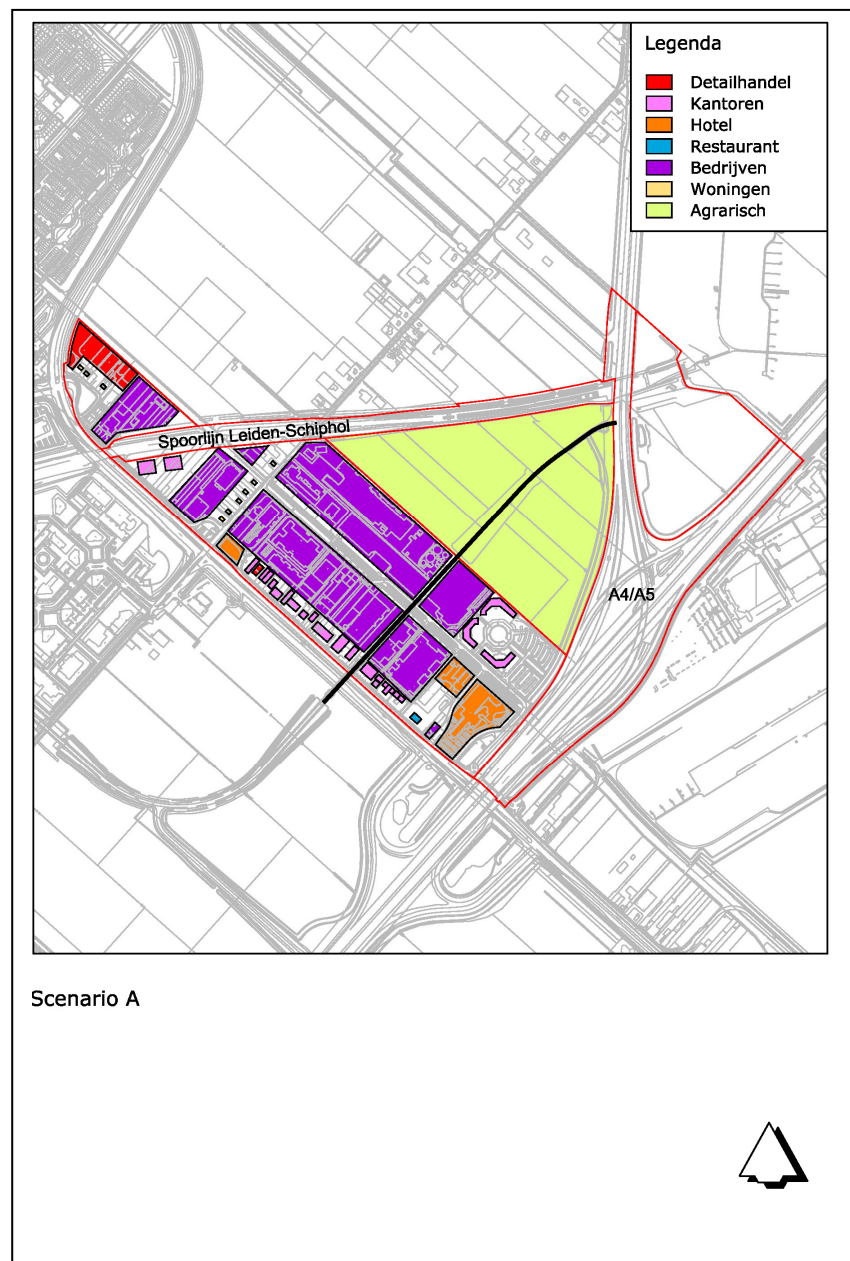 Legenda
Detailhandel
Kantoren
Hotel
Restaurant
Bedrijven
Woningen
Agrarisch
Spoorlijn Leiden-Schiphol
A4/A5
Scenario A